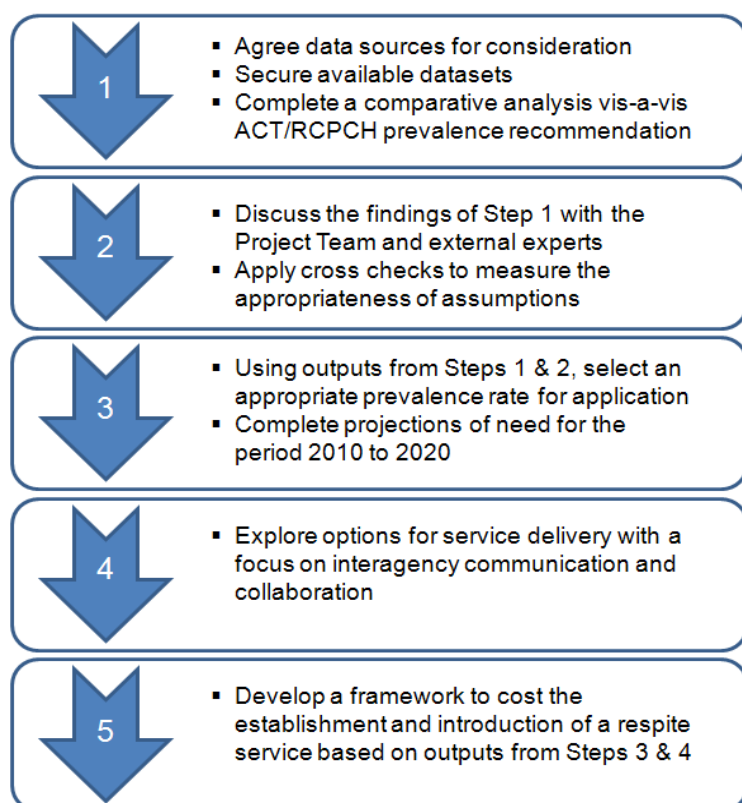 1
▪ Agree data sources for consideration
▪ Secure available datasets
▪ Complete a comparative analysis vis-a-vis
ACT/RCPCH prevalence recommendation
2
▪ Discuss the findings of Step 1 with the
Project Team and external experts
▪ Apply cross checks to measure the
appropriateness of assumptions
3
▪ Using outputs from Steps 1 & 2, select an
appropriate prevalence rate for application
▪ Complete projections of need for the
period 2010 to 2020
4
▪ Explore options for service delivery with a
focus on interagency communication and
collaboration
5
▪ Develop a framework to cost the
establishment and introduction of a respite
service based on outputs from Steps 3 & 4